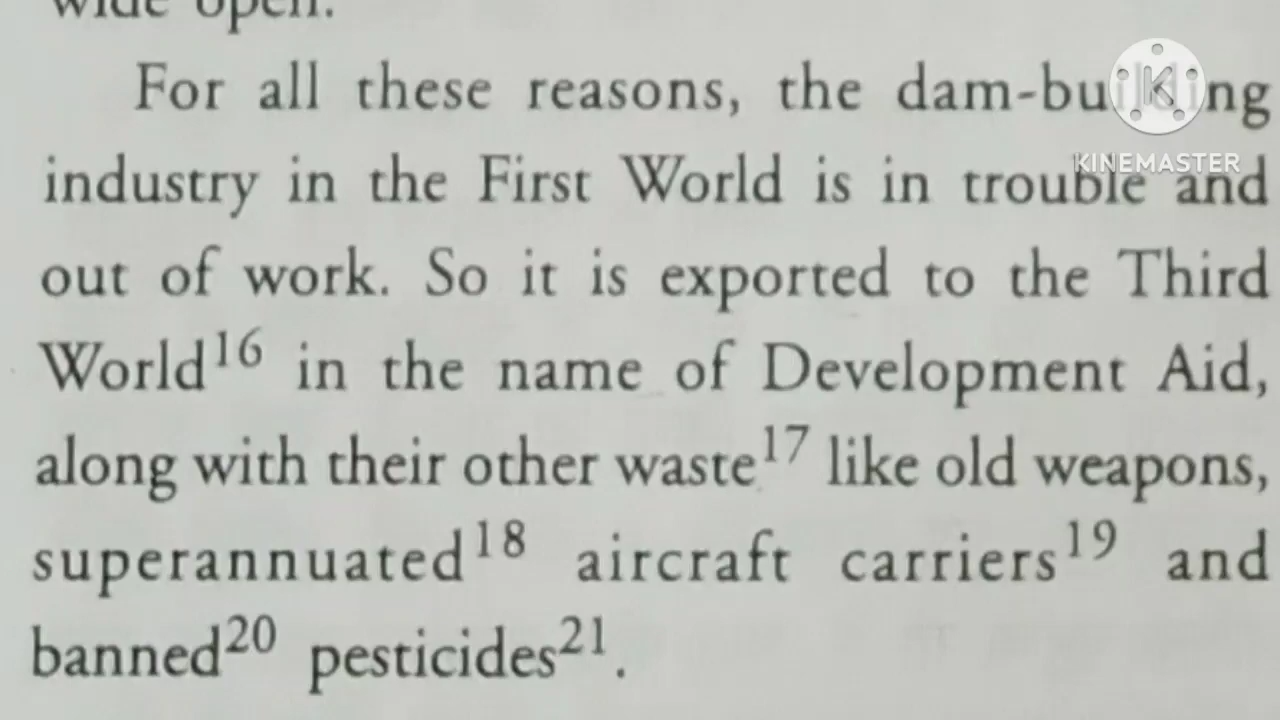 wide open.
For all these reasons, the dam-building
industry in the First World is in trouble and
out of work. So it is exported to the Third
World16 in the name of Development Aid,
along with their other waste17 like old weapons,
superannuated18 aircraft carriers19 and
banned20 pesticides21.
K
KINEMASTER